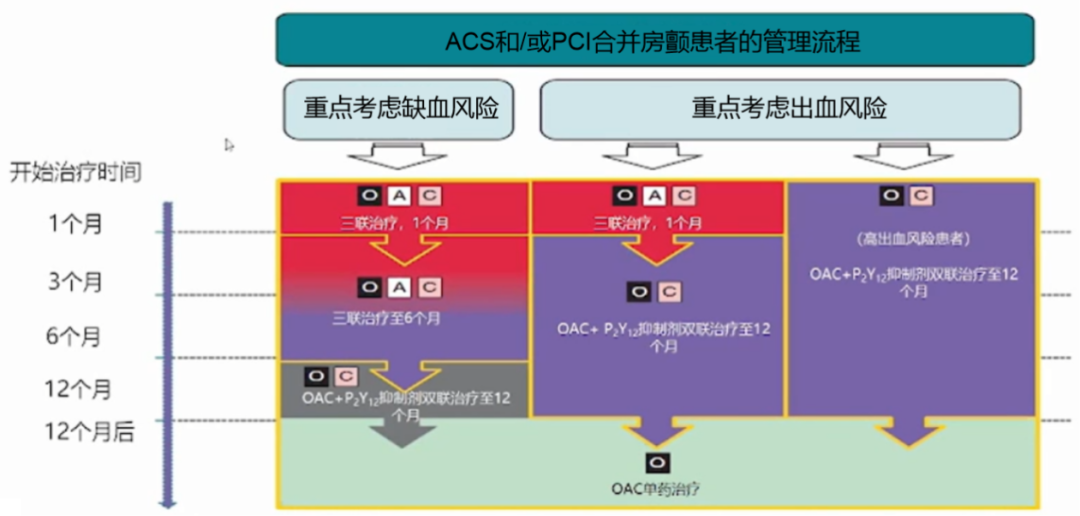 ACS和/或PCI合并房颤患者的管理流程
重点考虑缺血风险
重点考虑出血风险
开始治疗时间
1个月
3个月
6个月
12个月
12个月后
O A C
三联治疗，1个月
O A C
三联治疗至6个月
O C
OAC+P₂Y₁₂抑制剂双联治疗至12
个月
O A C
三联治疗，1个月
O C
OAC+ P₂Y₁₂抑制剂双联治疗至12
个月
O C
(高出血风险患者)
OAC+P₂Y₁₂抑制剂双联治疗至12
个月
O
OAC单药治疗